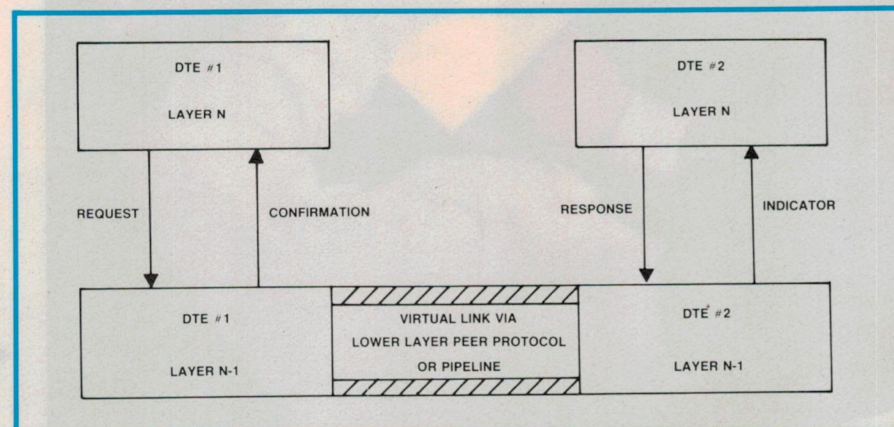 DTE #1
LAYER N
DTE #2
LAYER N
REQUEST
CONFIRMATION
RESPONSE
INDICATOR
DTE #1
LAYER N-1
VIRTUAL LINK VIA
LOWER LAYER PEER PROTOCOL
OR PIPELINE
DTE #2
LAYER N-1